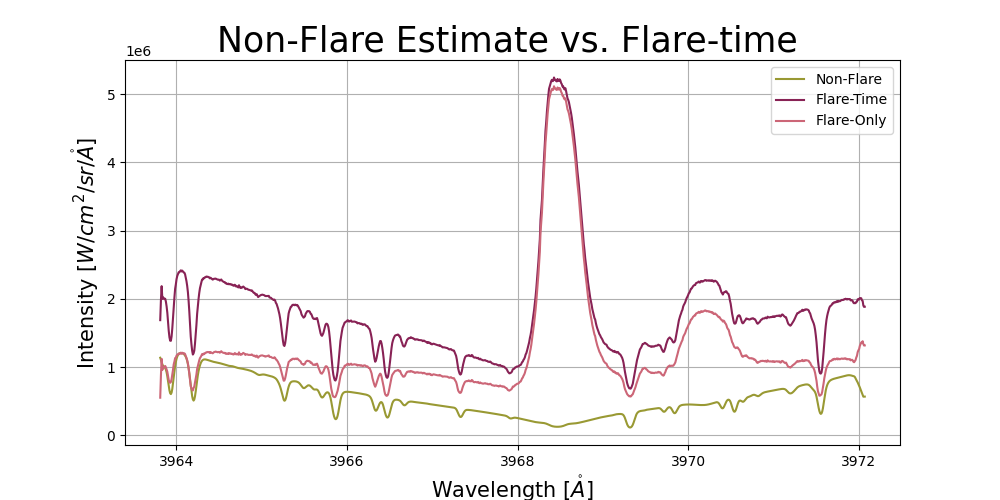 Non-Flare Estimate vs. Flare-time
1e6
Non-Flare
Flare-Time
Flare-Only
5
4
3
2
1
0
Intensity [W/cm²/sr/Å]
3964 3966 3968 3970 3972
Wavelength [Å]